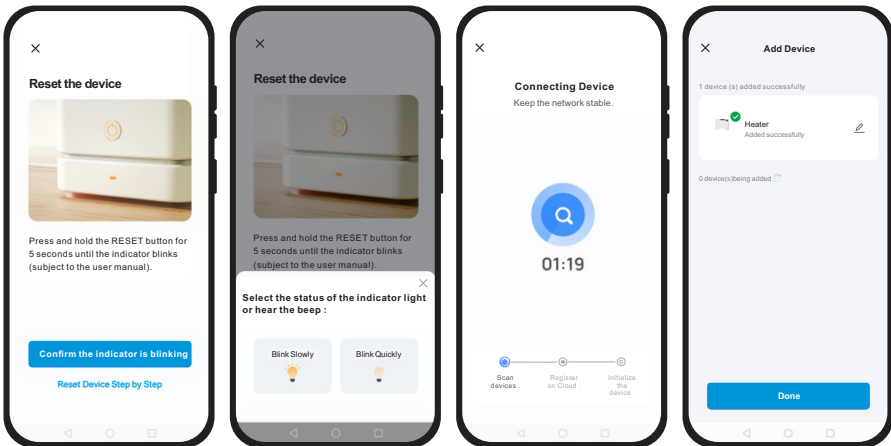 Reset the device
Press and hold the RESET button for
5 seconds until the indicator blinks
(subject to the user manual).
Confirm the indicator is blinking
Reset Device Step by Step
Reset the device
Press and hold the RESET button for
5 seconds until the indicator blinks
(subject to the user manual).
Select the status of the indicator light
or hear the beep :
Blink Slowly
Blink Quickly
Connecting Device
Keep the network stable.
01:19
Scan
devices .
Register
on Cloud .
Initialize
the
device .
Add Device
1 device (s) added successfully
Heater
Added successfully
0 device(s)being added
Done